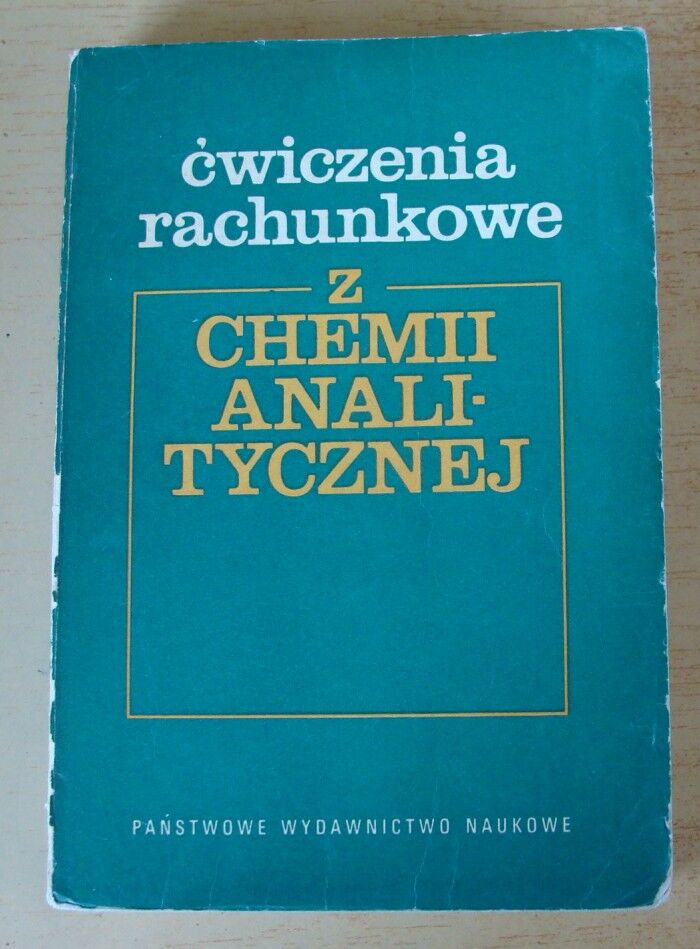 ćwiczenia
rachunkowe
z
CHEMII
ANALI-
TYCZNEJ
PAŃSTWOWE WYDAWNICTWO NAUKOWE